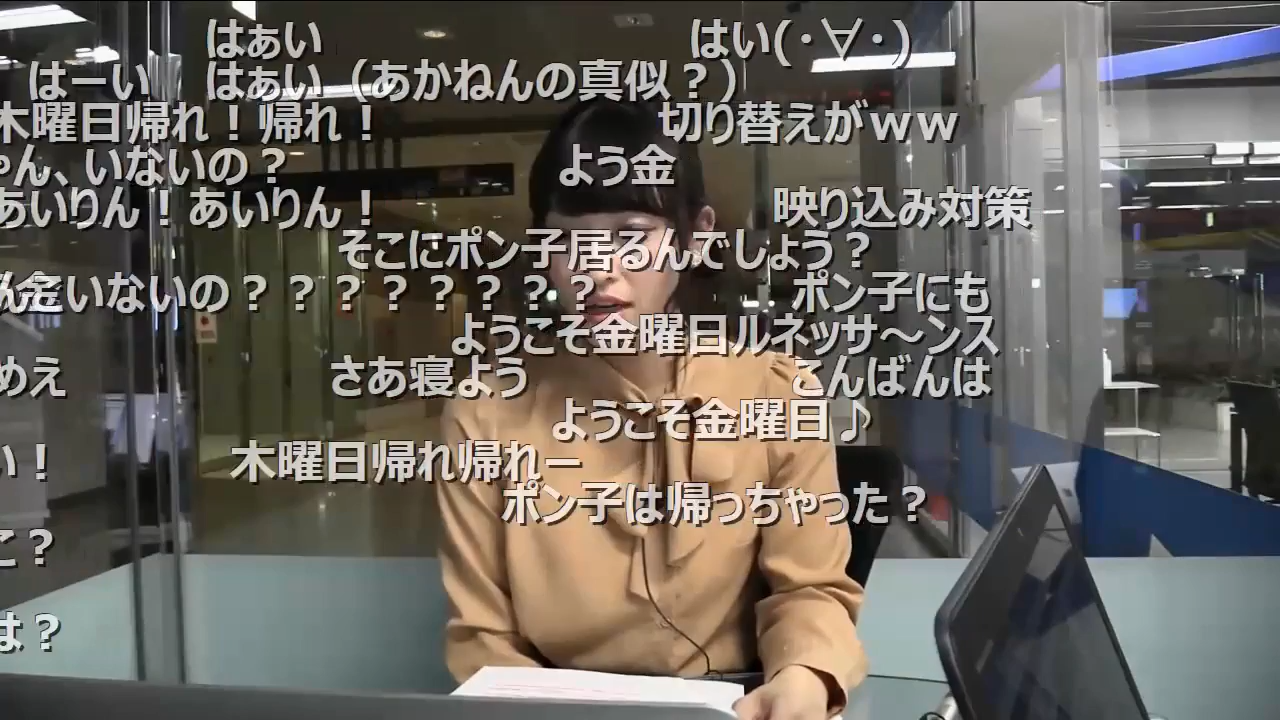 はぁい
はい(・∀・)
はーい
はぁい（あかねんの真似？）
木曜日帰れ！帰れ！
切り替えがｗｗ
ん、いないの？
よう金
あいりん！あいりん！
映り込み対策
そこにポン子居るんでしょう？
いないの？？？？？？？？
ポン子にも
ようこそ金曜日ルネッサ～ンス
めえ
さあ寝よう
こんばんは
ようこそ金曜日♪
い！
木曜日帰れ帰れー
ポン子は帰っちゃった？
こ？
は？